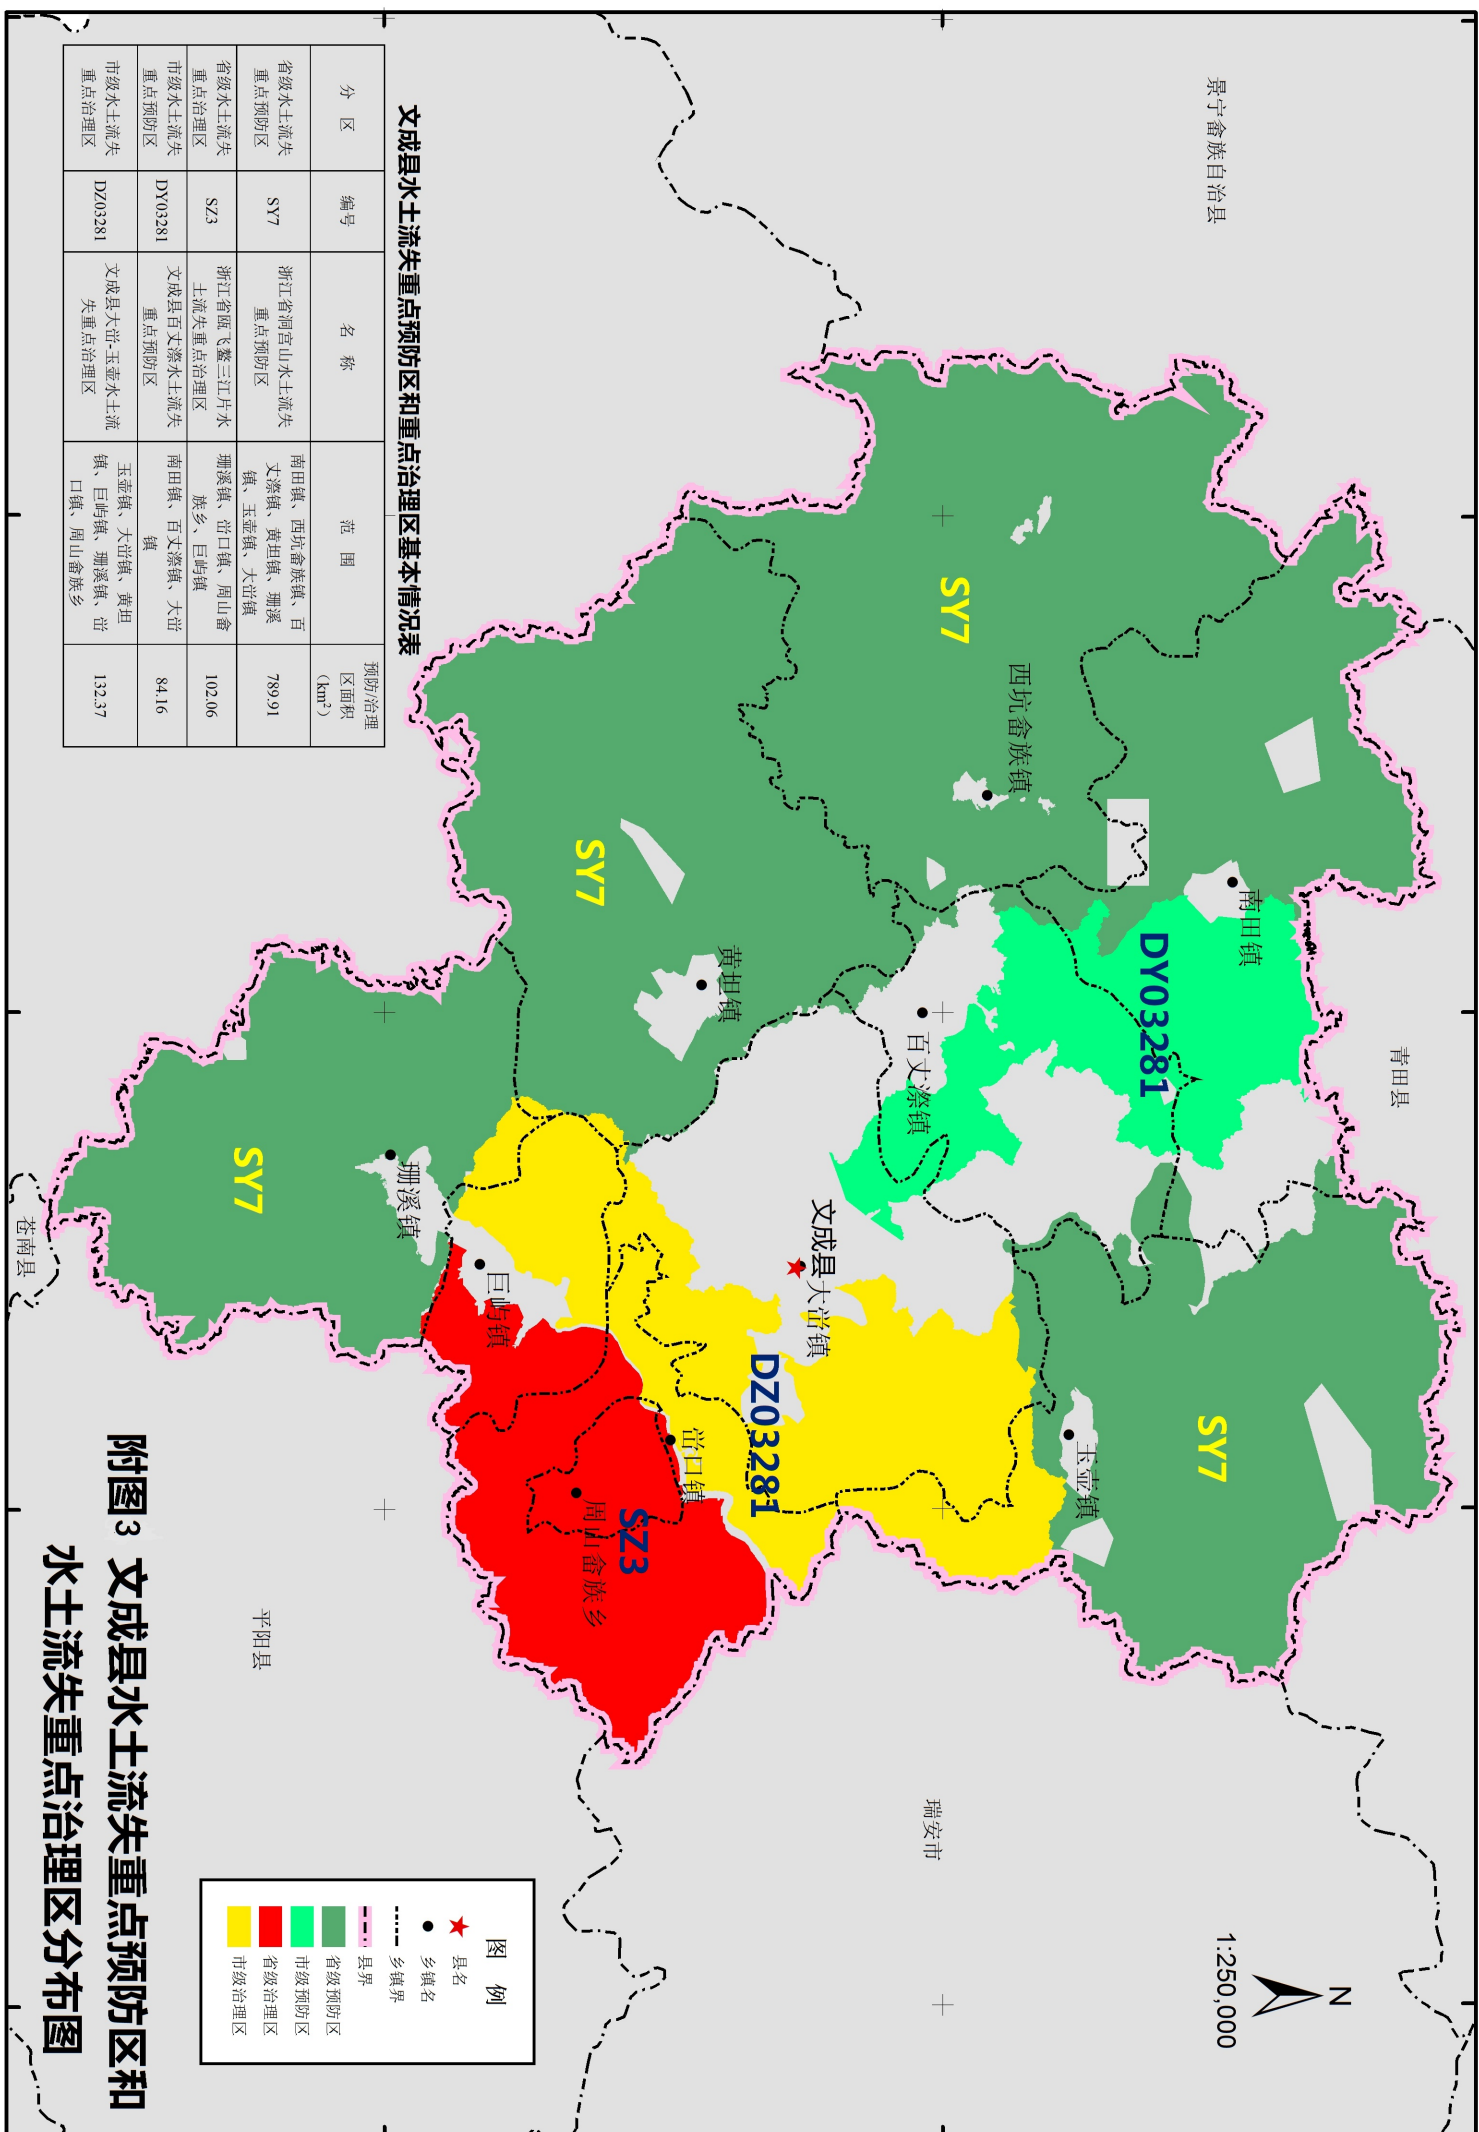 景宁畲族自治县
青田县
1:250,000
N
文成县水土流失重点预防区和重点治理区基本情况表
分 区
编号
名 称
范 围
预防/治理
区面积
（km²）
省级水土流失
重点预防区
SY7
浙江省洞宫山水土流失
重点预防区
南田镇、西坑畲族镇、百
丈漈镇、黄坦镇、珊溪
镇、玉壶镇、大峃镇
789.91
省级水土流失
重点治理区
SZ3
浙江省瓯飞鳌三江片水
土流失重点治理区
珊溪镇、峃口镇、周山畲
族乡、巨屿镇
102.06
市级水土流失
重点预防区
DY03281
文成县百丈漈水土流失
重点预防区
南田镇、百丈漈镇、大峃
镇
84.16
市级水土流失
重点治理区
DZ03281
文成县大峃-玉壶水土流
失重点治理区
玉壶镇、大峃镇、黄坦
镇、巨屿镇、珊溪镇、峃
口镇、周山畲族乡
132.37
SY7
西坑畲族镇
南田镇
DY03281
SY7
黄坦镇
百丈漈镇
SY7
玉壶镇
文成县
大峃镇
DZ03281
SY7
珊溪镇
巨屿镇
峃口镇
SZ3
周山畲族乡
瑞安市
平阳县
苍南县
图 例
县名
乡镇名
乡镇界
县界
省级预防区
市级预防区
省级治理区
市级治理区
附图3 文成县水土流失重点预防区和
水土流失重点治理区分布图